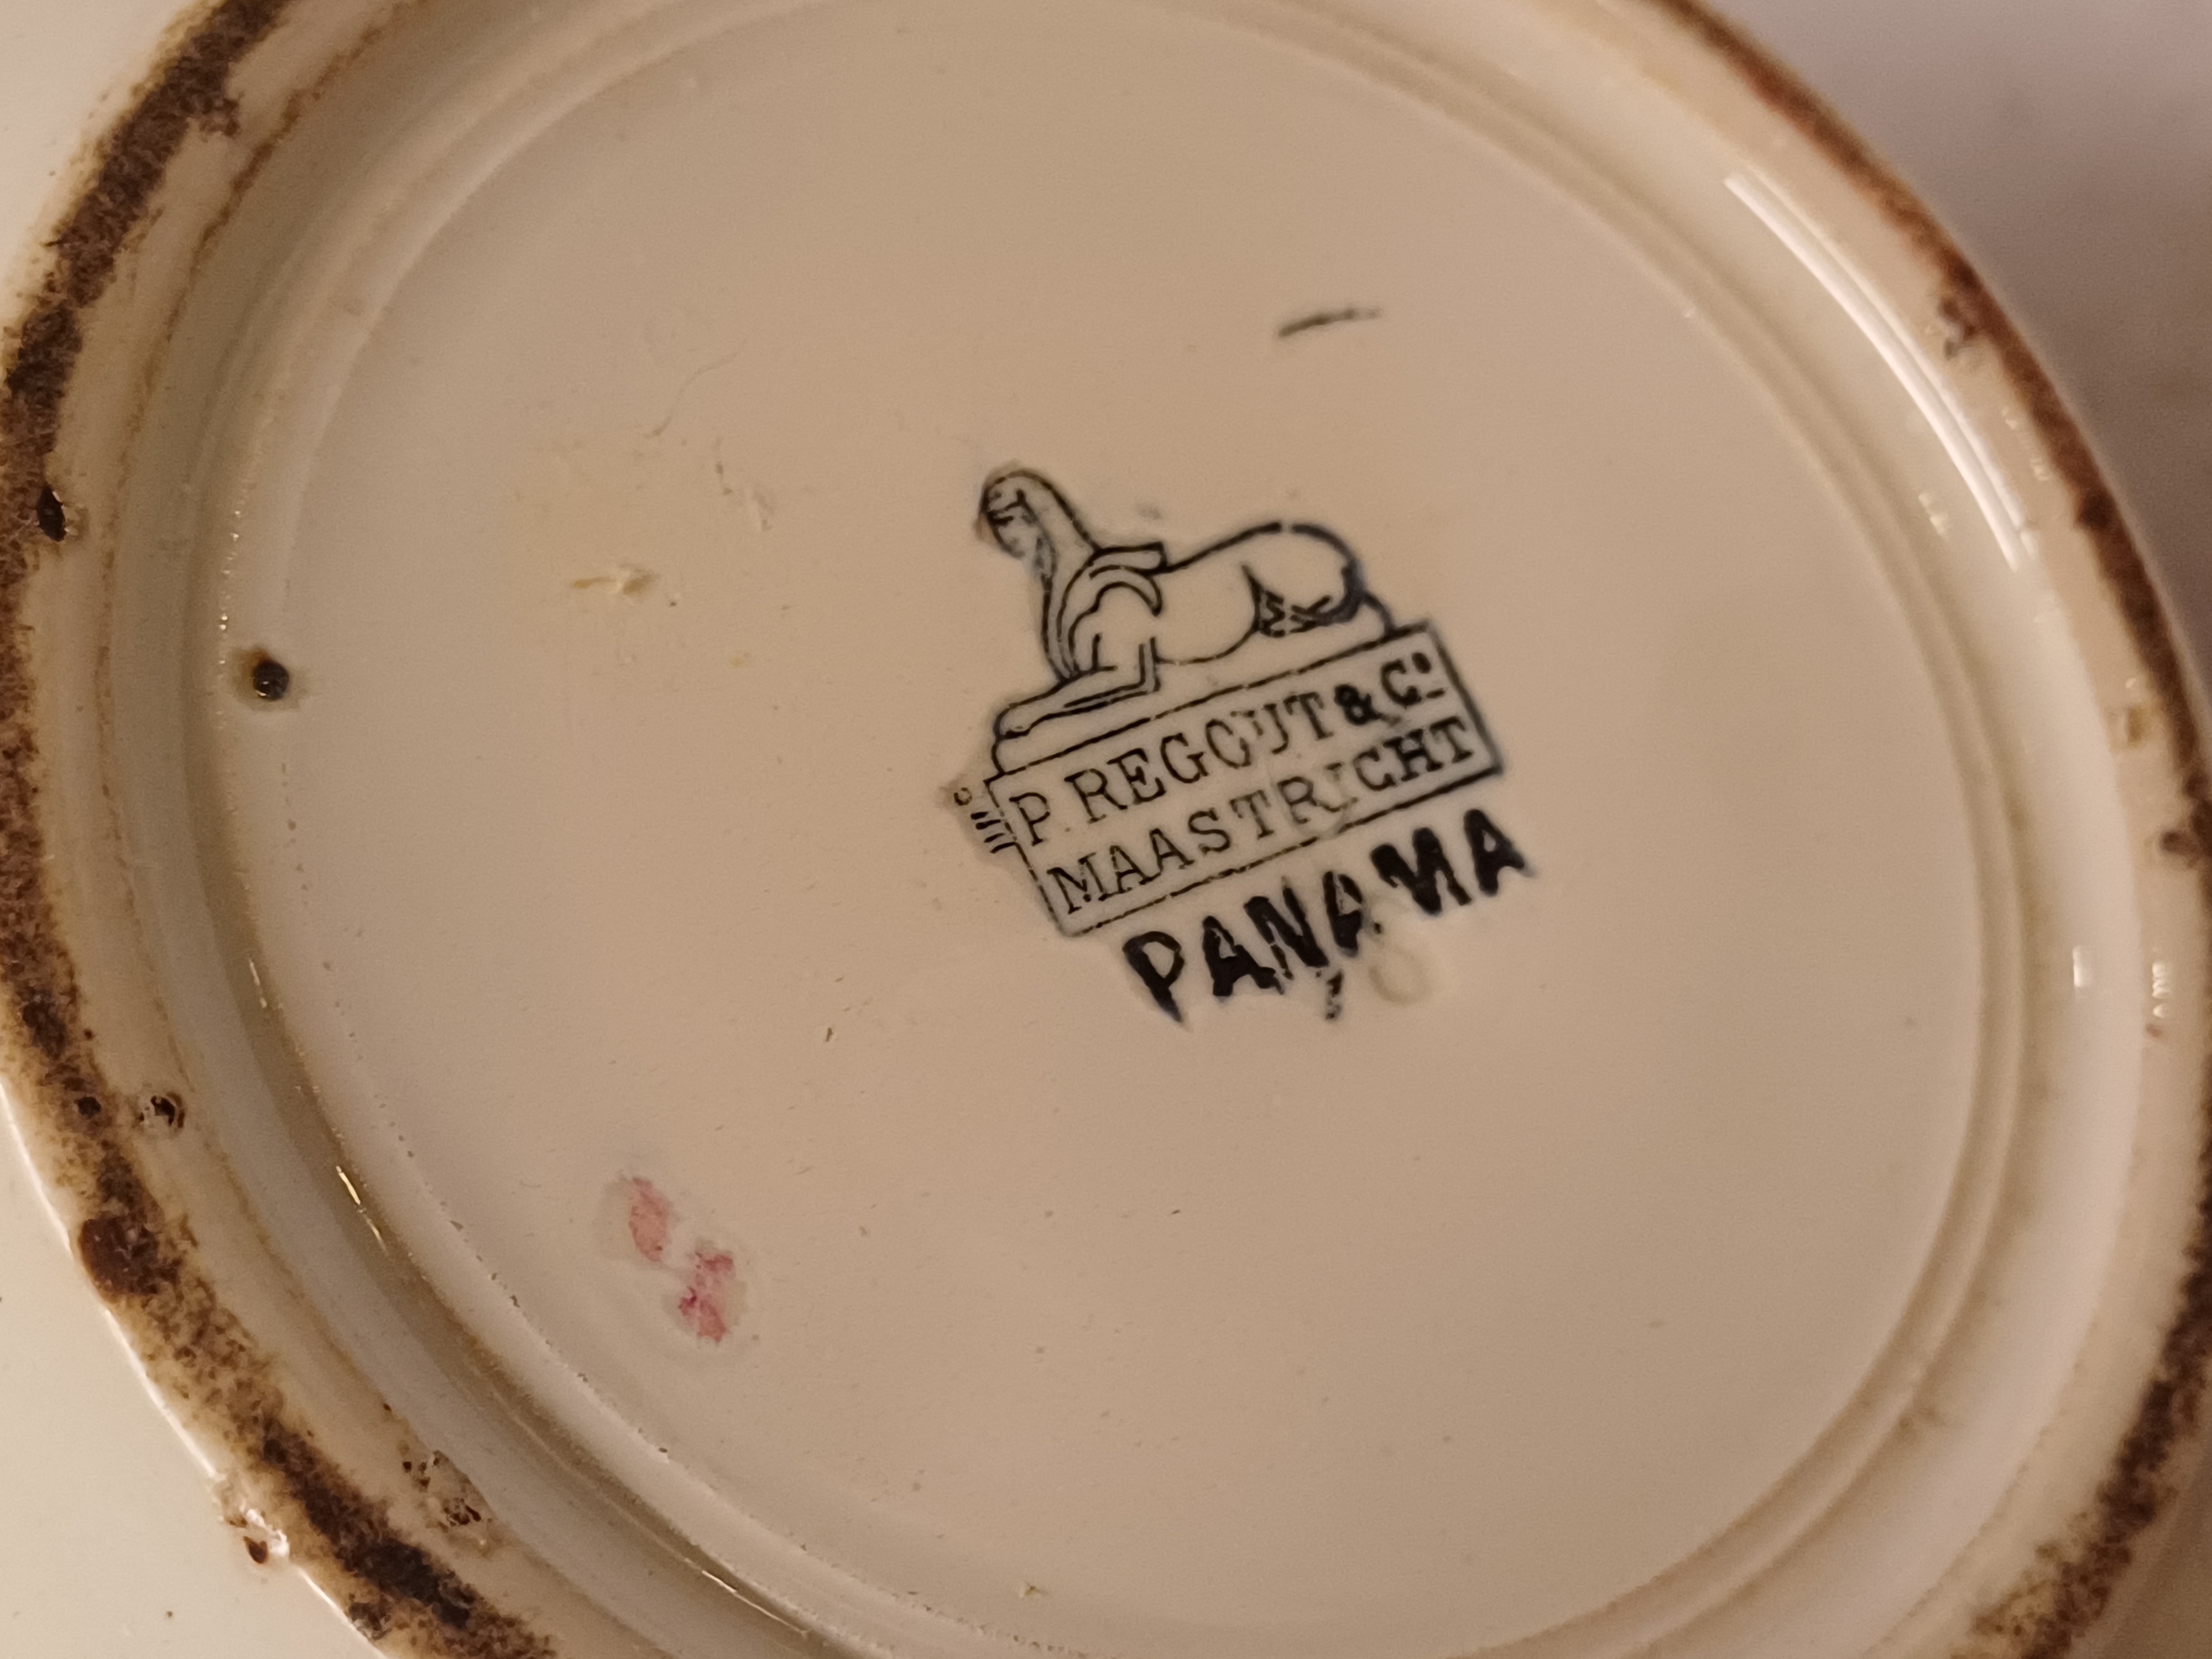 P. REGOUT & Co.
MAASTRICHT
PANAMA